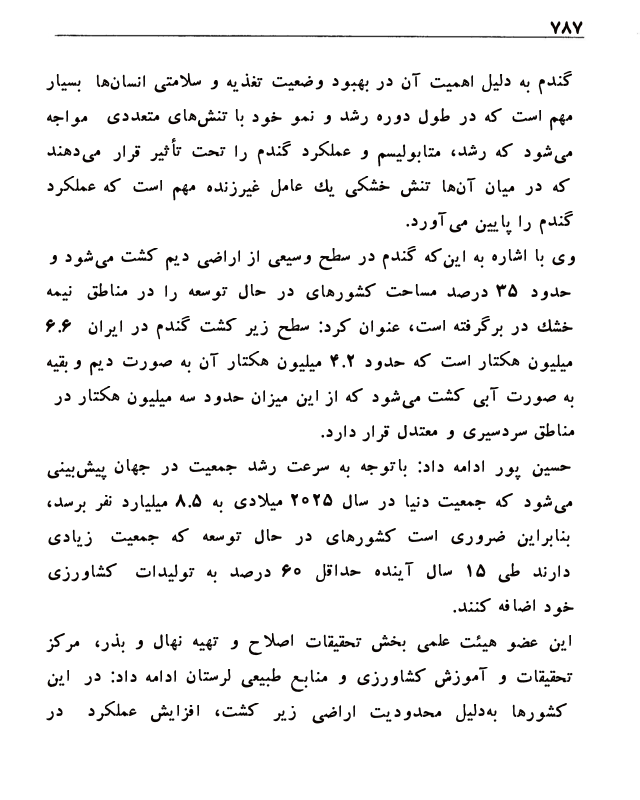 ۷۸۷
گندم به دلیل اهمیت آن در بهبود وضعیت تغذیه و سلامتی انسان‌ها بسیار
مهم است که در طول دوره رشد و نمو خود با تنش‌های متعددی مواجه
می‌شود که رشد، متابولیسم و عملکرد گندم را تحت تأثیر قرار می‌دهند
که در میان آن‌ها تنش خشکی یك عامل غیرزنده مهم است که عملکرد
گندم را پایین می‌آورد.
وی با اشاره به این‌که گندم در سطح وسیعی از اراضی دیم کشت می‌شود و
حدود ۳۵ درصد مساحت کشورهای در حال توسعه را در مناطق نیمه
خشك در برگرفته است، عنوان کرد: سطح زیر کشت گندم در ایران ۶.۶
میلیون هکتار است که حدود ۴.۲ میلیون هکتار آن به صورت دیم و بقیه
به صورت آبی کشت می‌شود که از این میزان حدود سه میلیون هکتار در
مناطق سردسیری و معتدل قرار دارد.
حسین پور ادامه داد: باتوجه به سرعت رشد جمعیت در جهان پیش‌بینی
می‌شود که جمعیت دنیا در سال ۲۰۲۵ میلادی به ۸.۵ میلیارد نفر برسد،
بنابراین ضروری است کشورهای در حال توسعه که جمعیت زیادی
دارند طی ۱۵ سال آینده حداقل ۶۰ درصد به تولیدات کشاورزی
خود اضافه کنند.
این عضو هیئت علمی بخش تحقیقات اصلاح و تهیه نهال و بذر، مرکز
تحقیقات و آموزش کشاورزی و منابع طبیعی لرستان ادامه داد: در این
کشورها به‌دلیل محدودیت اراضی زیر کشت، افزایش عملکرد در